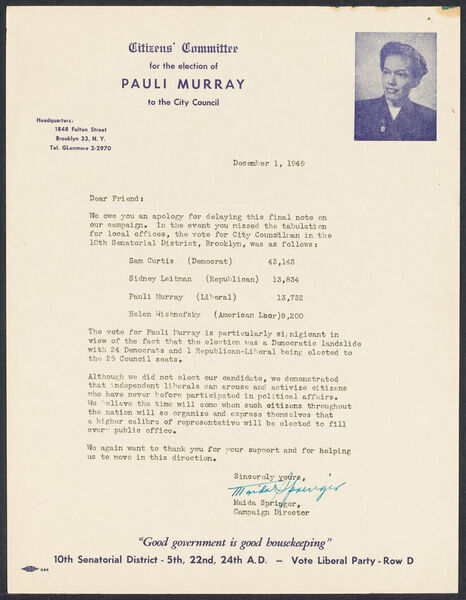 Citizens' Committee
for the election of
PAULI MURRAY
to the City Council
Headquarters:
1848 Fulton Street
Brooklyn 33, N. Y.
Tel. GLenmore 2-2970
December 1, 1949
Dear Friend:
We owe you an apology for delaying this final note on
our campaign. In the event you missed the tabulation
for local offices, the vote for City Councilman in the
10th Senatorial District, Brooklyn, was as follows:
Sam Curtis (Democrat) 43,143
Sidney Leitman (Republican) 13,834
Pauli Murray (Liberal) 13,732
Helen Wishnofsky (American Lbor)9,200
The vote for Pauli Murray is particularly signigicant in
view of the fact that the election was a Democratic landslide
with 24 Democrats and 1 Republican-Liberal being elected to
the 25 Council seats.
Although we did not elect our candidate, we demonstrated
that independent liberals can arouse and activize citizens
who have never before participated in political affairs.
We believe the time will come when such citizens throughout
the nation will so organize and express themselves that
a higher calibre of representative will be elected to fill
every public office.
We again want to thank you for your support and for helping
us to move in this direction.
Sincerely yours,
Maida Springer
Maida Springer,
Campaign Director
"Good government is good housekeeping"
10th Senatorial District - 5th, 22nd, 24th A.D. — Vote Liberal Party - Row D